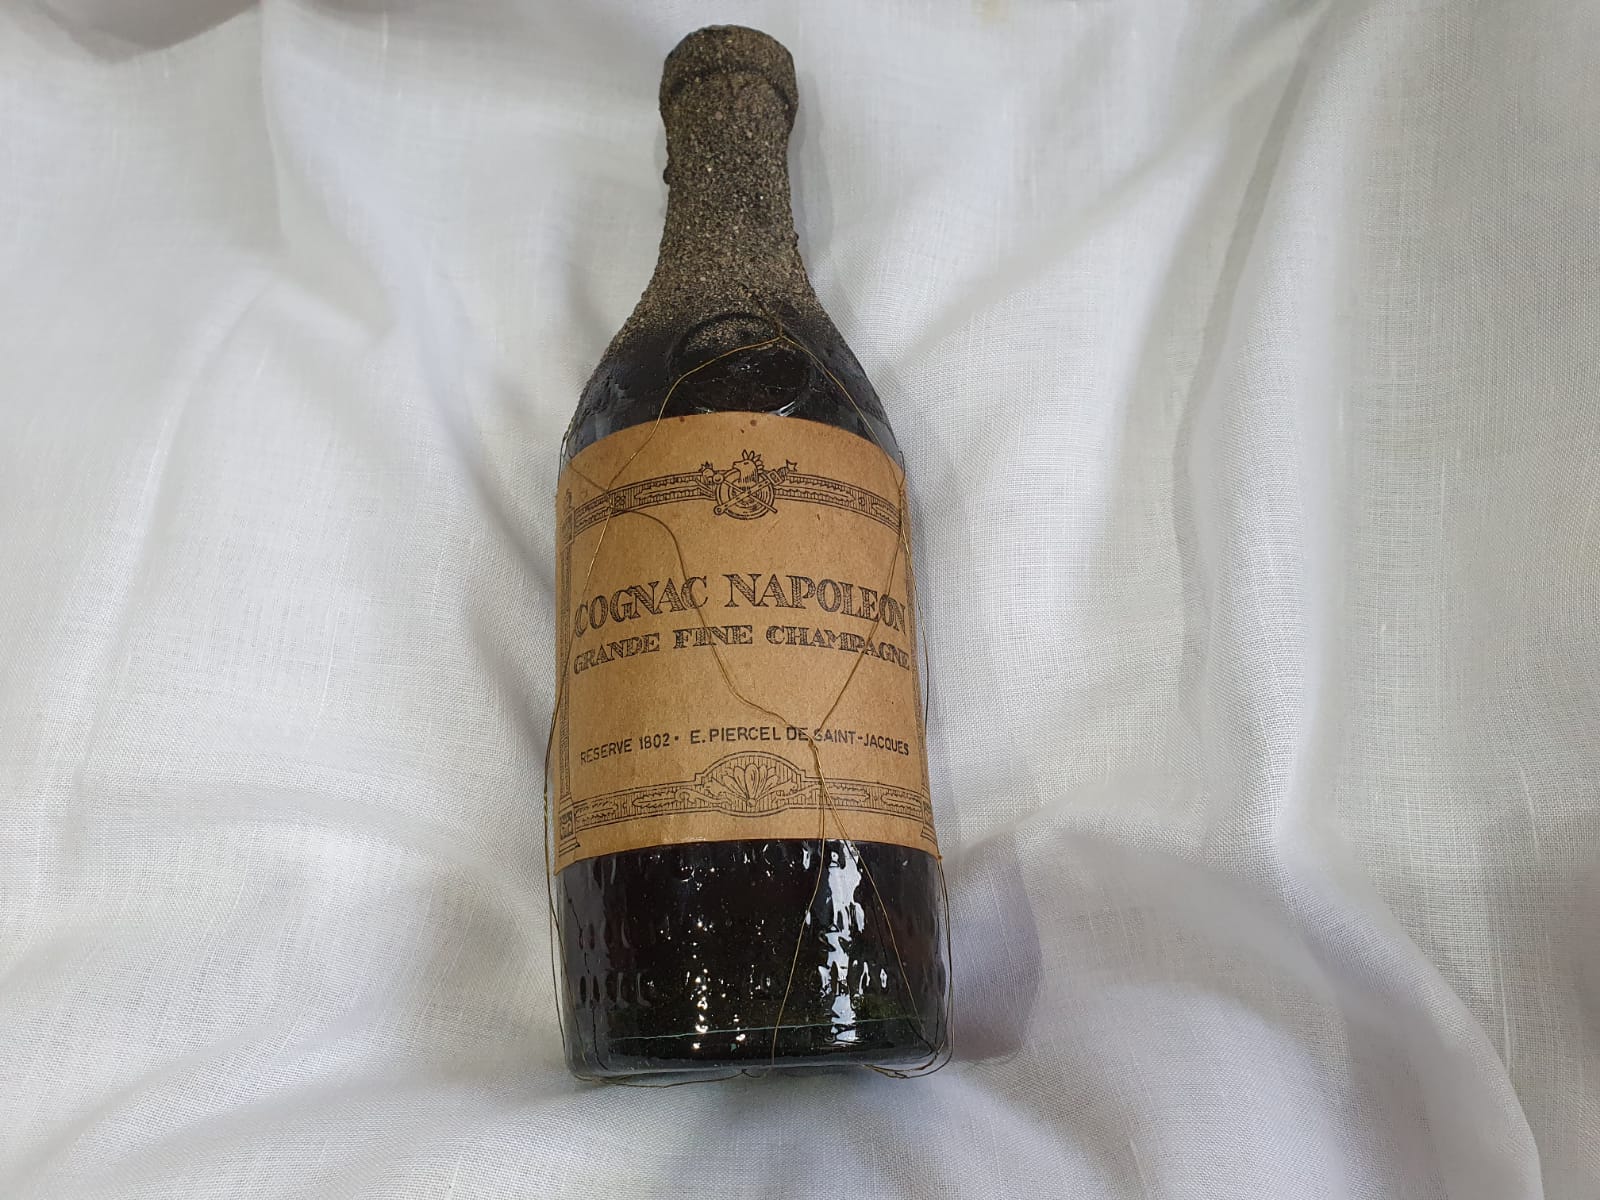 COGNAC NAPOLEON
GRANDE FINE CHAMPAGNE
RESERVE 1802 • E. PIERCEL DE SAINT-JACQUES